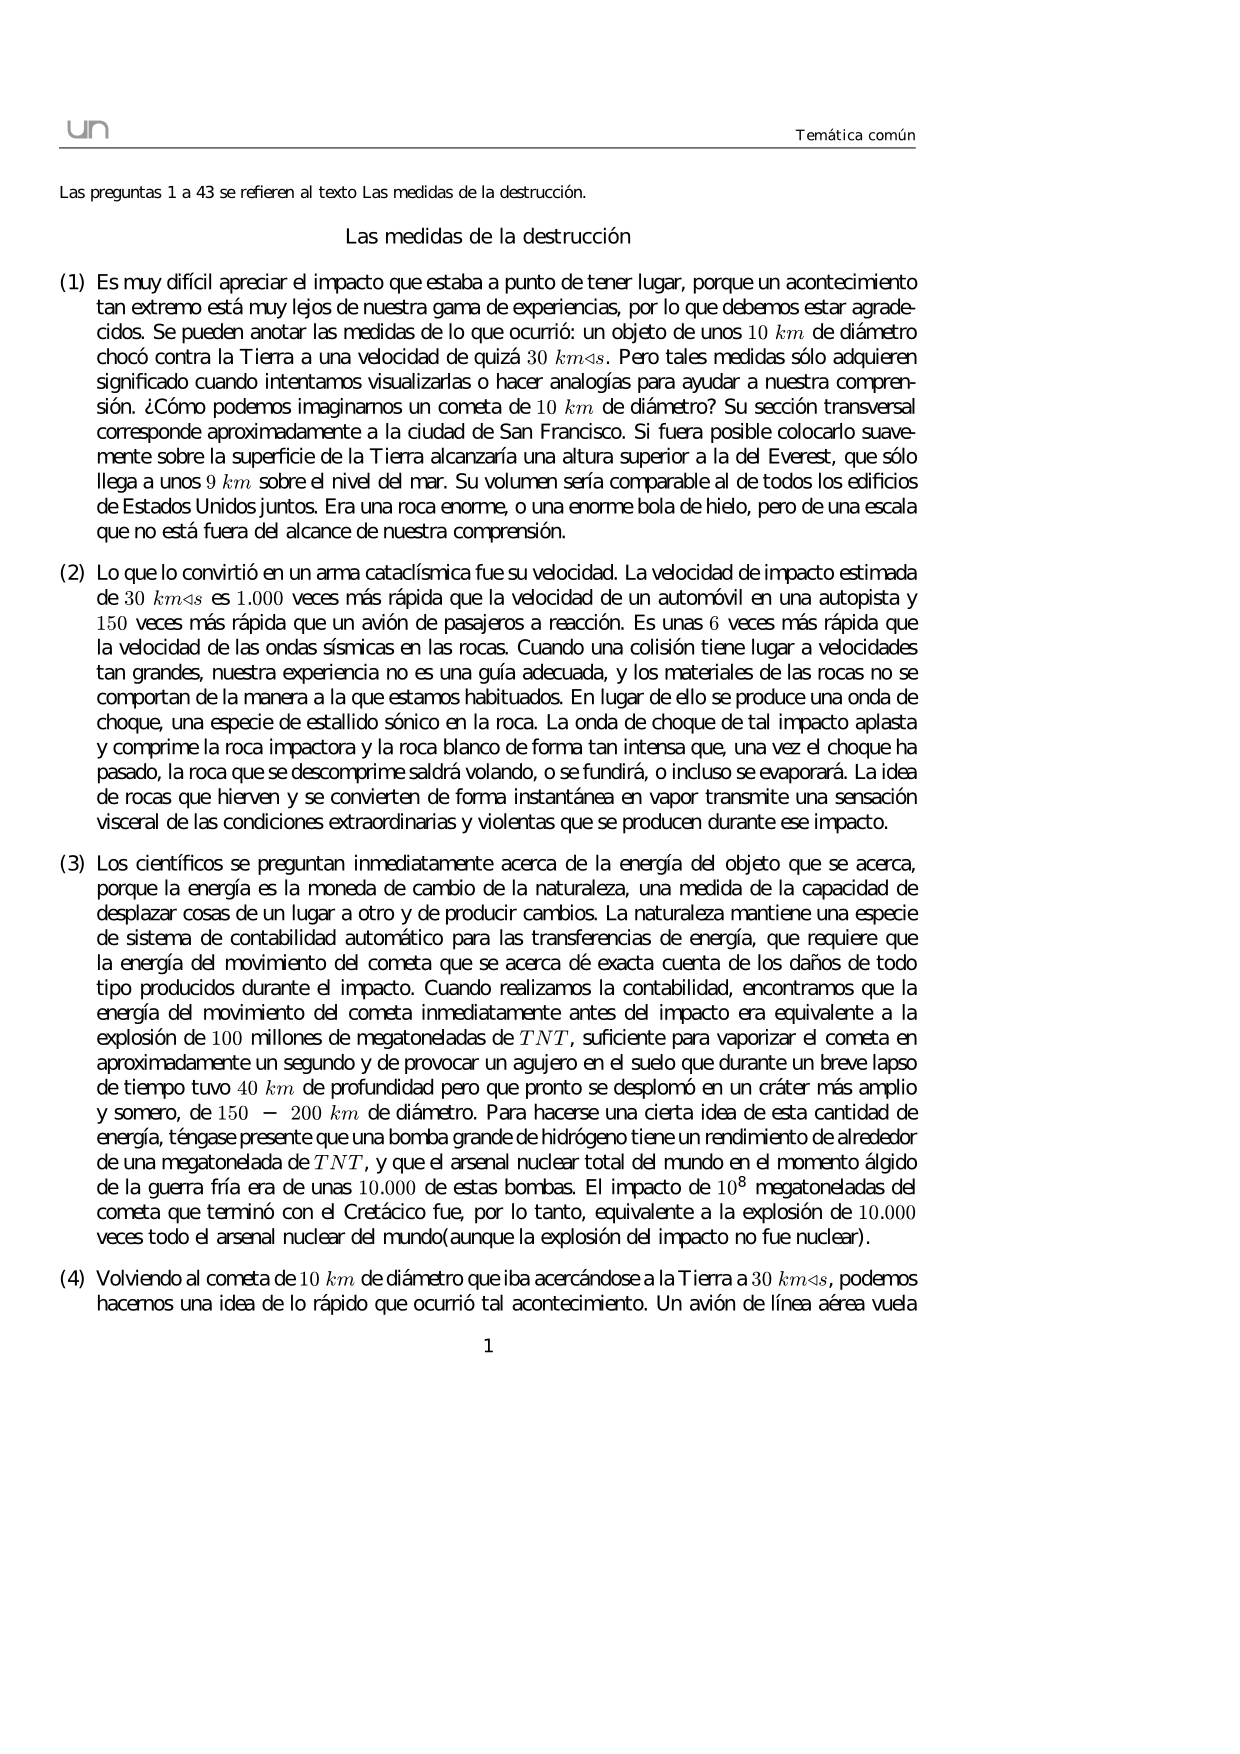 un
Temática común
Las preguntas 1 a 43 se refieren al texto Las medidas de la destrucción.
Las medidas de la destrucción
(1) Es muy difícil apreciar el impacto que estaba a punto de tener lugar, porque un acontecimiento
tan extremo está muy lejos de nuestra gama de experiencias, por lo que debemos estar agrade-
cidos. Se pueden anotar las medidas de lo que ocurrió: un objeto de unos 10 km de diámetro
chocó contra la Tierra a una velocidad de quizá 30 km◃s. Pero tales medidas sólo adquieren
significado cuando intentamos visualizarlas o hacer analogías para ayudar a nuestra compren-
sión. ¿Cómo podemos imaginarnos un cometa de 10 km de diámetro? Su sección transversal
corresponde aproximadamente a la ciudad de San Francisco. Si fuera posible colocarlo suave-
mente sobre la superficie de la Tierra alcanzaría una altura superior a la del Everest, que sólo
llega a unos 9 km sobre el nivel del mar. Su volumen sería comparable al de todos los edificios
de Estados Unidos juntos. Era una roca enorme, o una enorme bola de hielo, pero de una escala
que no está fuera del alcance de nuestra comprensión.
(2) Lo que lo convirtió en un arma cataclísmica fue su velocidad. La velocidad de impacto estimada
de 30 km◃s es 1.000 veces más rápida que la velocidad de un automóvil en una autopista y
150 veces más rápida que un avión de pasajeros a reacción. Es unas 6 veces más rápida que
la velocidad de las ondas sísmicas en las rocas. Cuando una colisión tiene lugar a velocidades
tan grandes, nuestra experiencia no es una guía adecuada, y los materiales de las rocas no se
comportan de la manera a la que estamos habituados. En lugar de ello se produce una onda de
choque, una especie de estallido sónico en la roca. La onda de choque de tal impacto aplasta
y comprime la roca impactora y la roca blanco de forma tan intensa que, una vez el choque ha
pasado, la roca que se descomprime saldrá volando, o se fundirá, o incluso se evaporará. La idea
de rocas que hierven y se convierten de forma instantánea en vapor transmite una sensación
visceral de las condiciones extraordinarias y violentas que se producen durante ese impacto.
(3) Los científicos se preguntan inmediatamente acerca de la energía del objeto que se acerca,
porque la energía es la moneda de cambio de la naturaleza, una medida de la capacidad de
desplazar cosas de un lugar a otro y de producir cambios. La naturaleza mantiene una especie
de sistema de contabilidad automático para las transferencias de energía, que requiere que
la energía del movimiento del cometa que se acerca dé exacta cuenta de los daños de todo
tipo producidos durante el impacto. Cuando realizamos la contabilidad, encontramos que la
energía del movimiento del cometa inmediatamente antes del impacto era equivalente a la
explosión de 100 millones de megatoneladas de TNT, suficiente para vaporizar el cometa en
aproximadamente un segundo y de provocar un agujero en el suelo que durante un breve lapso
de tiempo tuvo 40 km de profundidad pero que pronto se desplomó en un cráter más amplio
y somero, de 150 − 200 km de diámetro. Para hacerse una cierta idea de esta cantidad de
energía, téngase presente que una bomba grande de hidrógeno tiene un rendimiento de alrededor
de una megatonelada de TNT, y que el arsenal nuclear total del mundo en el momento álgido
de la guerra fría era de unas 10.000 de estas bombas. El impacto de 10⁸ megatoneladas del
cometa que terminó con el Cretácico fue, por lo tanto, equivalente a la explosión de 10.000
veces todo el arsenal nuclear del mundo(aunque la explosión del impacto no fue nuclear).
(4) Volviendo al cometa de 10 km de diámetro que iba acercándose a la Tierra a 30 km◃s, podemos
hacernos una idea de lo rápido que ocurrió tal acontecimiento. Un avión de línea aérea vuela
1